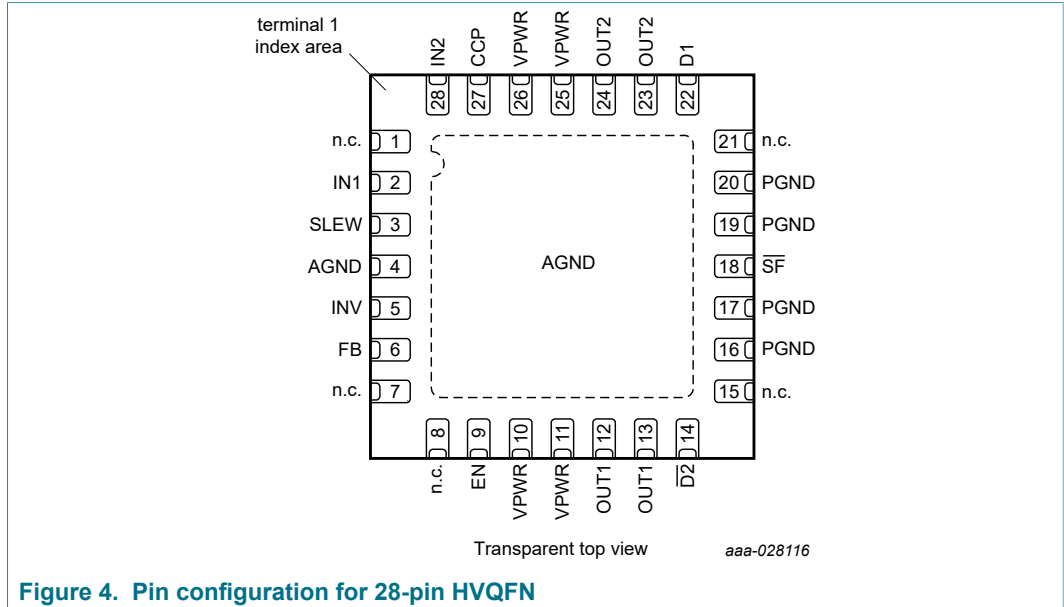 terminal 1
index area
IN2
CCP
VPWR
VPWR
OUT2
OUT2
D1
28
27
26
25
24
23
22
n.c. 1
IN1 2
SLEW 3
AGND 4
INV 5
FB 6
n.c. 7
AGND
21 n.c.
20 PGND
19 PGND
18 S̅F̅
17 PGND
16 PGND
15 n.c.
8
9
10
11
12
13
14
n.c.
EN
VPWR
VPWR
OUT1
OUT1
D̅2̅
Transparent top view
aaa-028116
Figure 4. Pin configuration for 28-pin HVQFN